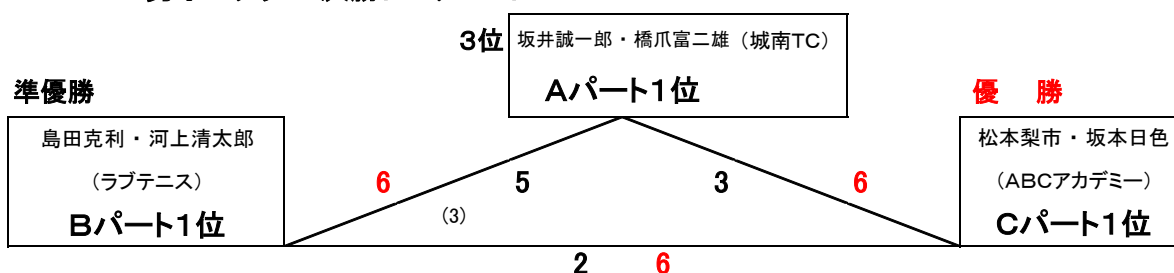 3位
坂井誠一郎・橋爪富二雄（城南TC）
Aパート1位
準優勝
優　勝
島田克利・河上清太郎
（ラブテニス）
Bパート1位
松本梨市・坂本日色
（ABCアカデミー）
Cパート1位
6 5 3 6
(3)
2 6